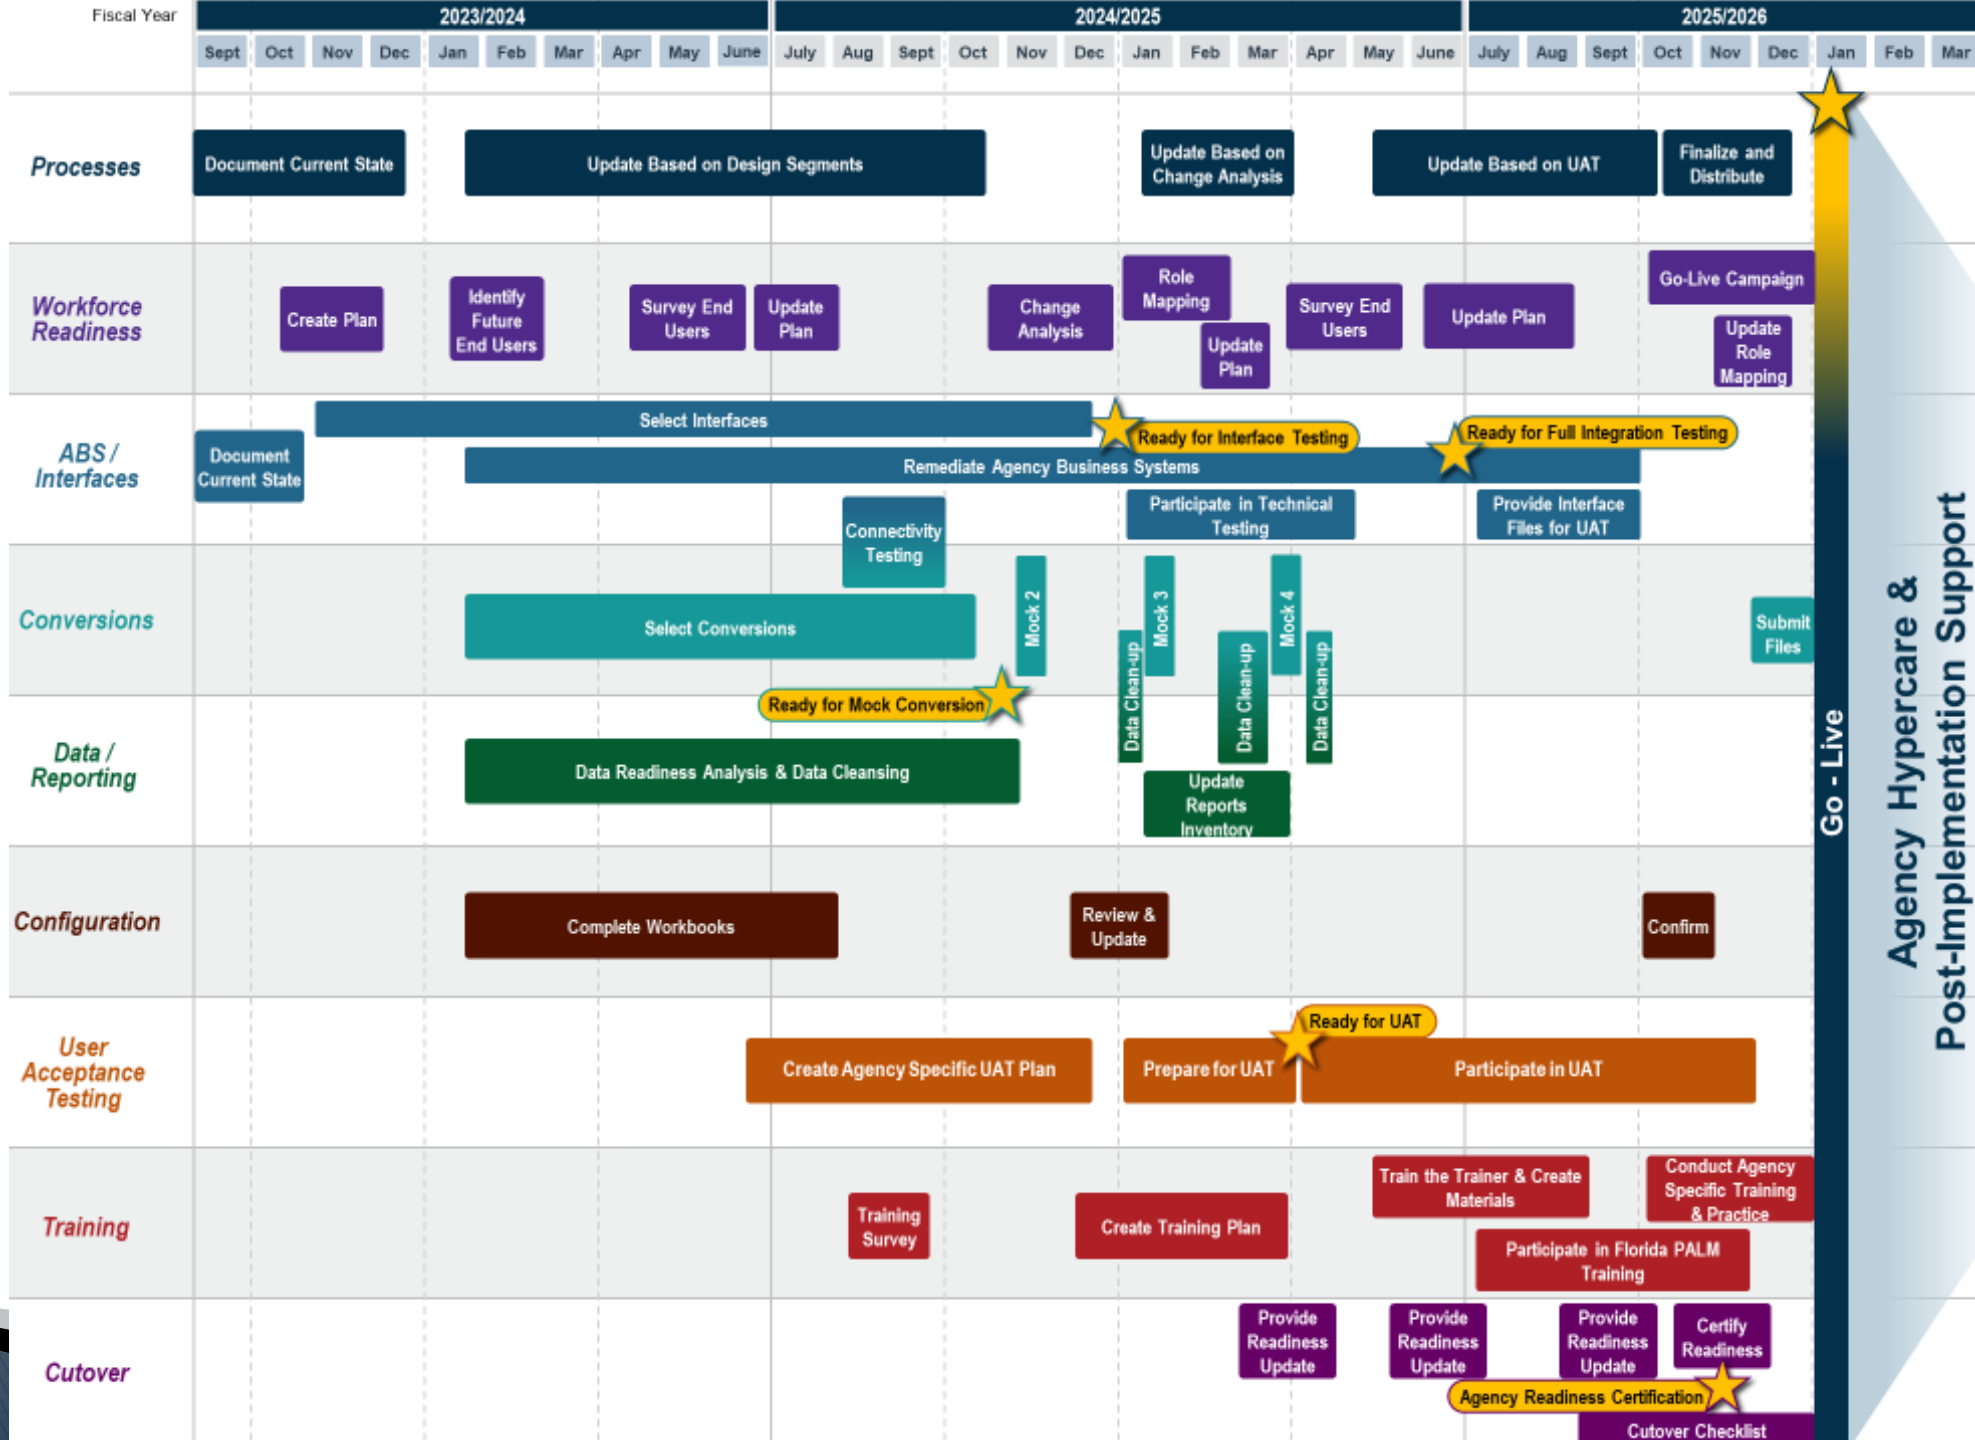 Fiscal Year
2023/2024
2024/2025
2025/2026
Sept Oct Nov Dec Jan Feb Mar Apr May June July Aug Sept Oct Nov Dec Jan Feb Mar Apr May June July Aug Sept Oct Nov Dec Jan Feb Mar
Processes
Document Current State
Update Based on Design Segments
Update Based on
Change Analysis
Update Based on UAT
Finalize and
Distribute
Workforce
Readiness
Create Plan
Identify
Future
End Users
Survey End
Users
Update
Plan
Change
Analysis
Role
Mapping
Update
Plan
Survey End
Users
Update Plan
Go-Live Campaign
Update
Role
Mapping
ABS /
Interfaces
Document
Current State
Select Interfaces
Ready for Interface Testing
Ready for Full Integration Testing
Remediate Agency Business Systems
Connectivity
Testing
Participate in Technical
Testing
Provide Interface
Files for UAT
Conversions
Select Conversions
Mock 2
Mock 3
Mock 4
Data Clean-up
Data Clean-up
Data Clean-up
Submit
Files
Ready for Mock Conversion
Data /
Reporting
Data Readiness Analysis & Data Cleansing
Update
Reports
Inventory
Configuration
Complete Workbooks
Review &
Update
Confirm
User
Acceptance
Testing
Create Agency Specific UAT Plan
Prepare for UAT
Ready for UAT
Participate in UAT
Training
Training
Survey
Create Training Plan
Train the Trainer & Create
Materials
Conduct Agency
Specific Training
& Practice
Participate in Florida PALM
Training
Cutover
Provide
Readiness
Update
Provide
Readiness
Update
Provide
Readiness
Update
Certify
Readiness
Agency Readiness Certification
Cutover Checklist
Go - Live
Agency Hypercare &
Post-Implementation Support